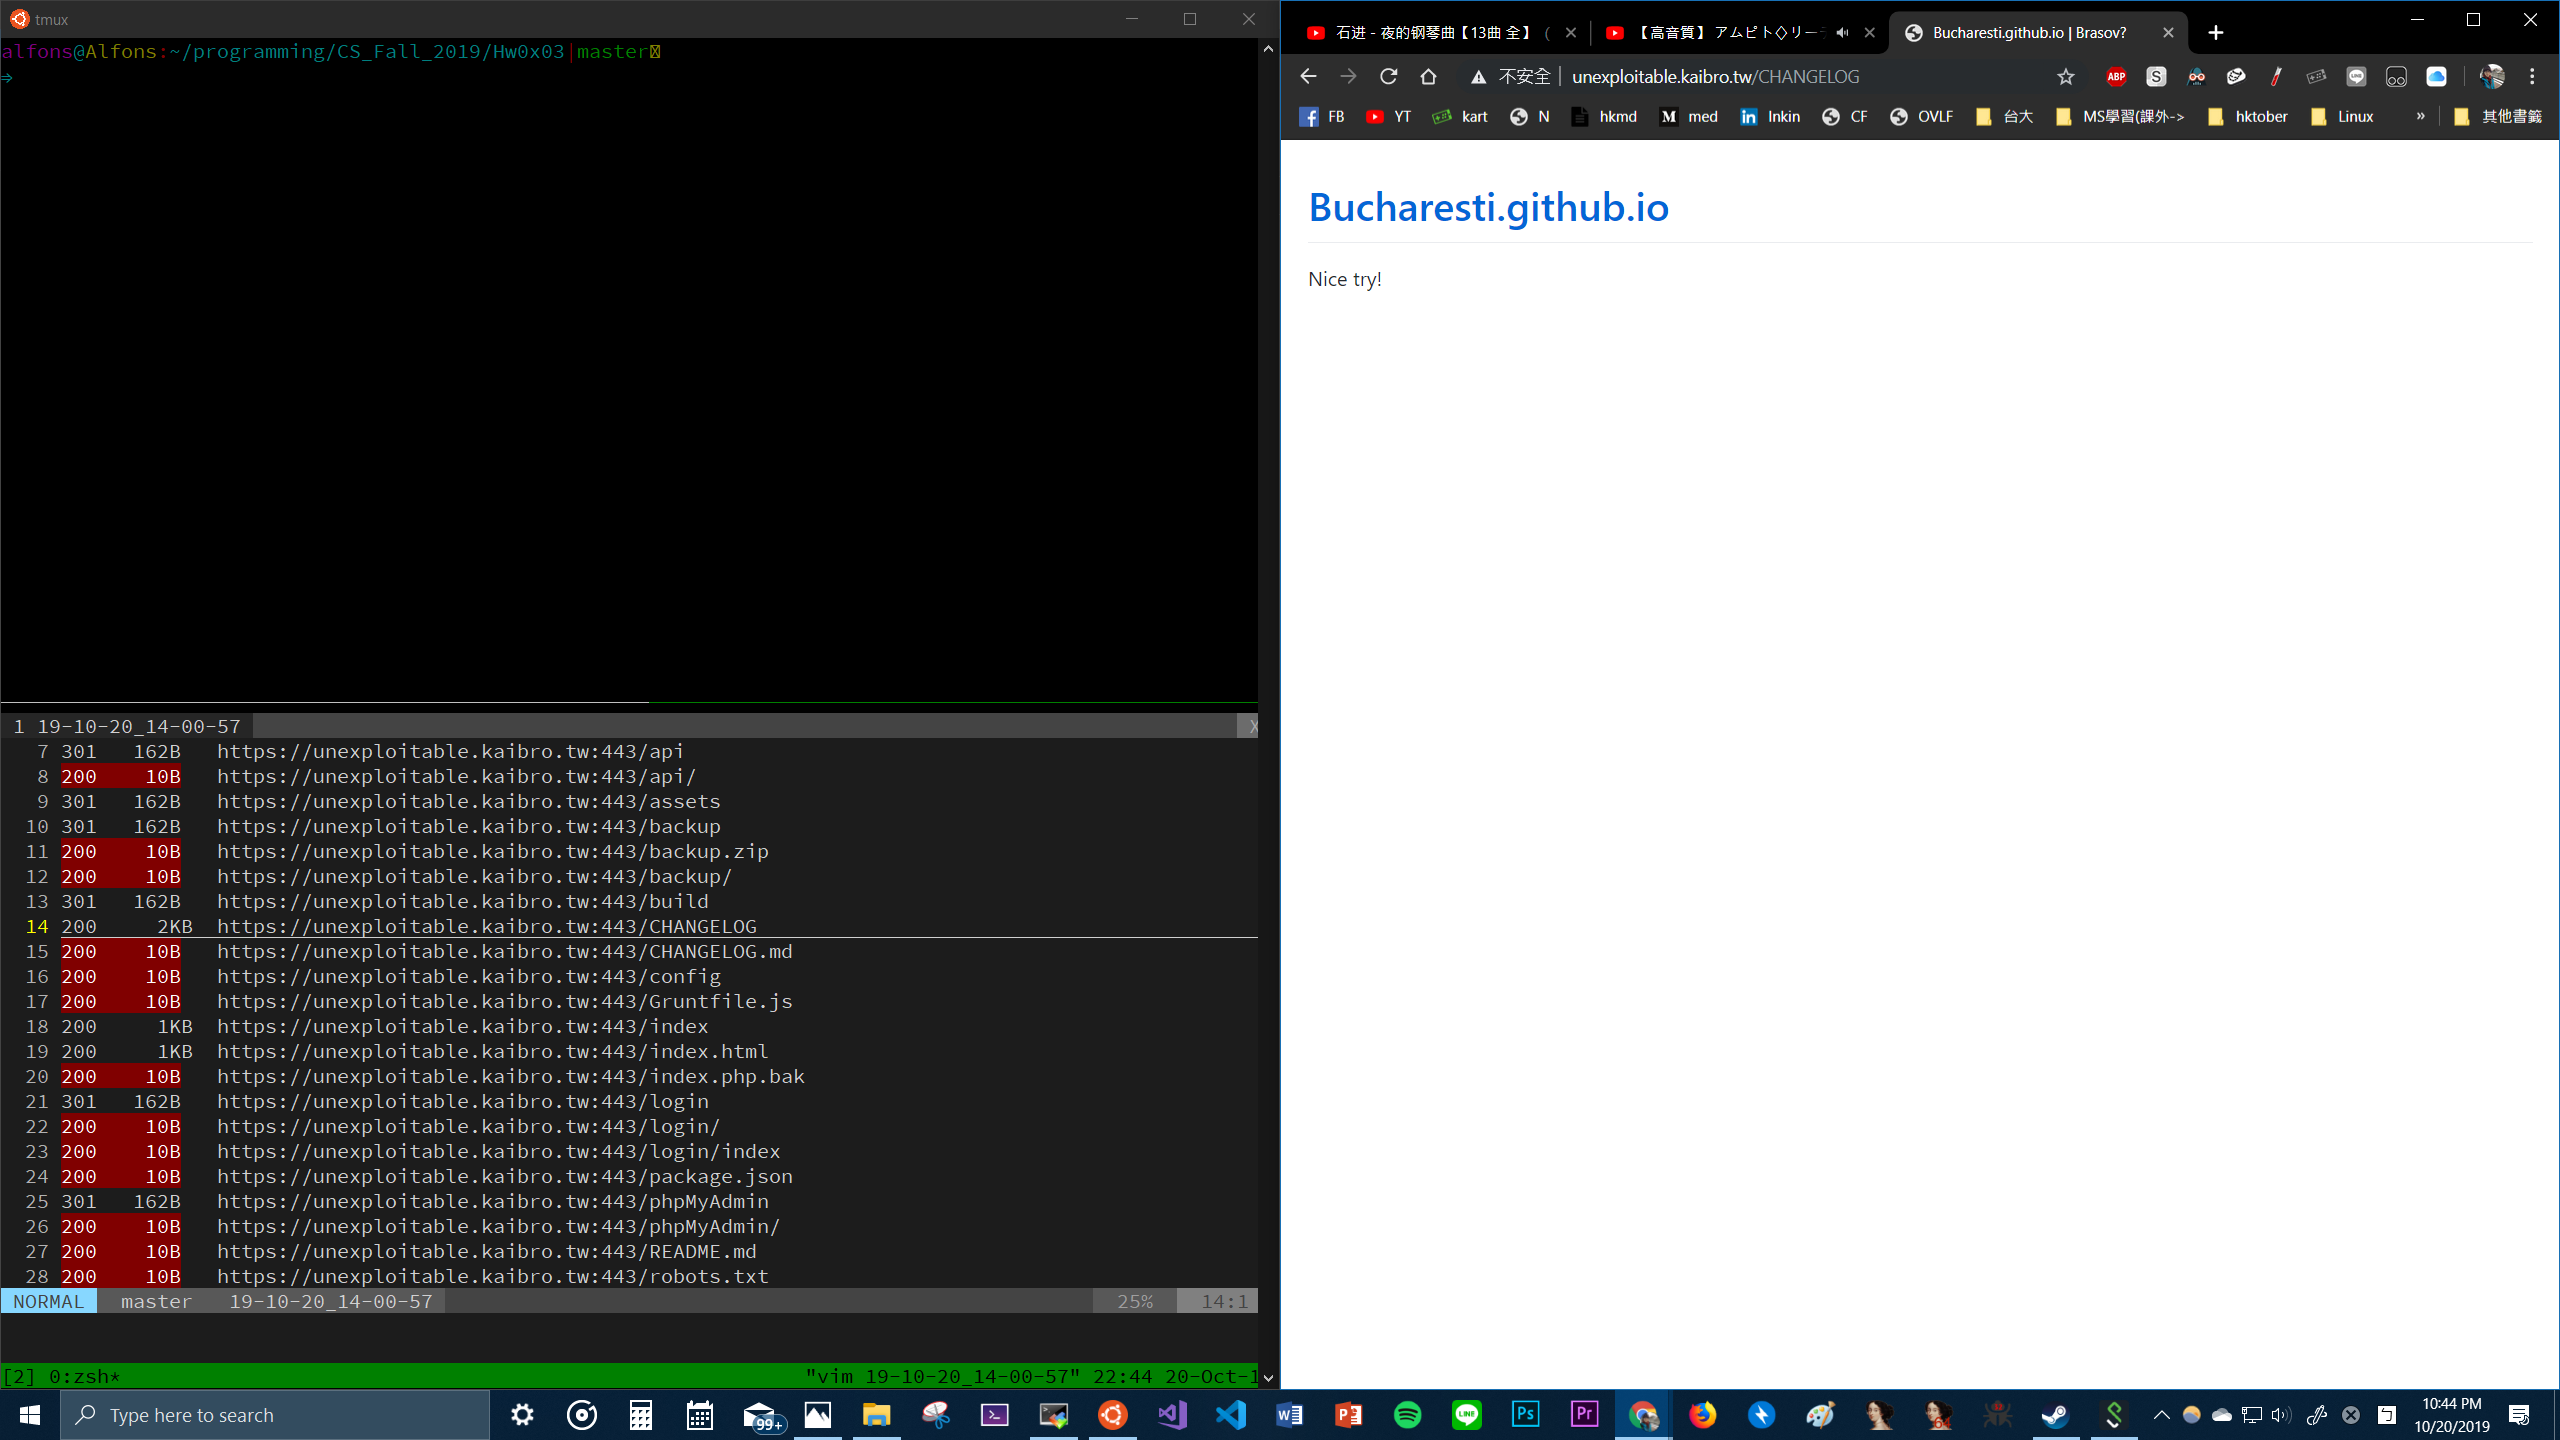 tmux
alfons@Alfons:~/programming/CS_Fall_2019/Hw0x03|master
⇒
1 19-10-20_14-00-57 X
7 301 162B https://unexploitable.kaibro.tw:443/api
8 200 10B https://unexploitable.kaibro.tw:443/api/
9 301 162B https://unexploitable.kaibro.tw:443/assets
10 301 162B https://unexploitable.kaibro.tw:443/backup
11 200 10B https://unexploitable.kaibro.tw:443/backup.zip
12 200 10B https://unexploitable.kaibro.tw:443/backup/
13 301 162B https://unexploitable.kaibro.tw:443/build
14 200 2KB https://unexploitable.kaibro.tw:443/CHANGELOG
15 200 10B https://unexploitable.kaibro.tw:443/CHANGELOG.md
16 200 10B https://unexploitable.kaibro.tw:443/config
17 200 10B https://unexploitable.kaibro.tw:443/Gruntfile.js
18 200 1KB https://unexploitable.kaibro.tw:443/index
19 200 1KB https://unexploitable.kaibro.tw:443/index.html
20 200 10B https://unexploitable.kaibro.tw:443/index.php.bak
21 301 162B https://unexploitable.kaibro.tw:443/login
22 200 10B https://unexploitable.kaibro.tw:443/login/
23 200 10B https://unexploitable.kaibro.tw:443/login/index
24 200 10B https://unexploitable.kaibro.tw:443/package.json
25 301 162B https://unexploitable.kaibro.tw:443/phpMyAdmin
26 200 10B https://unexploitable.kaibro.tw:443/phpMyAdmin/
27 200 10B https://unexploitable.kaibro.tw:443/README.md
28 200 10B https://unexploitable.kaibro.tw:443/robots.txt
NORMAL master 19-10-20_14-00-57 25% 14:1
[2] 0:zsh* "vim 19-10-20_14-00-57" 22:44 20-Oct-1
石进 - 夜的钢琴曲【13曲 全】 ( 【高音質】アムビト◇リー Bucharesti.github.io | Brasov?
不安全 | unexploitable.kaibro.tw/CHANGELOG
ABP S LINE
FB YT kart N hkmd M med in lnkin CF OVLF 台大 MS學習(課外-> hktober Linux » 其他書籤
Bucharesti.github.io
Nice try!
Type here to search
99+
LINE Ps Pr 64
10:44 PM
10/20/2019